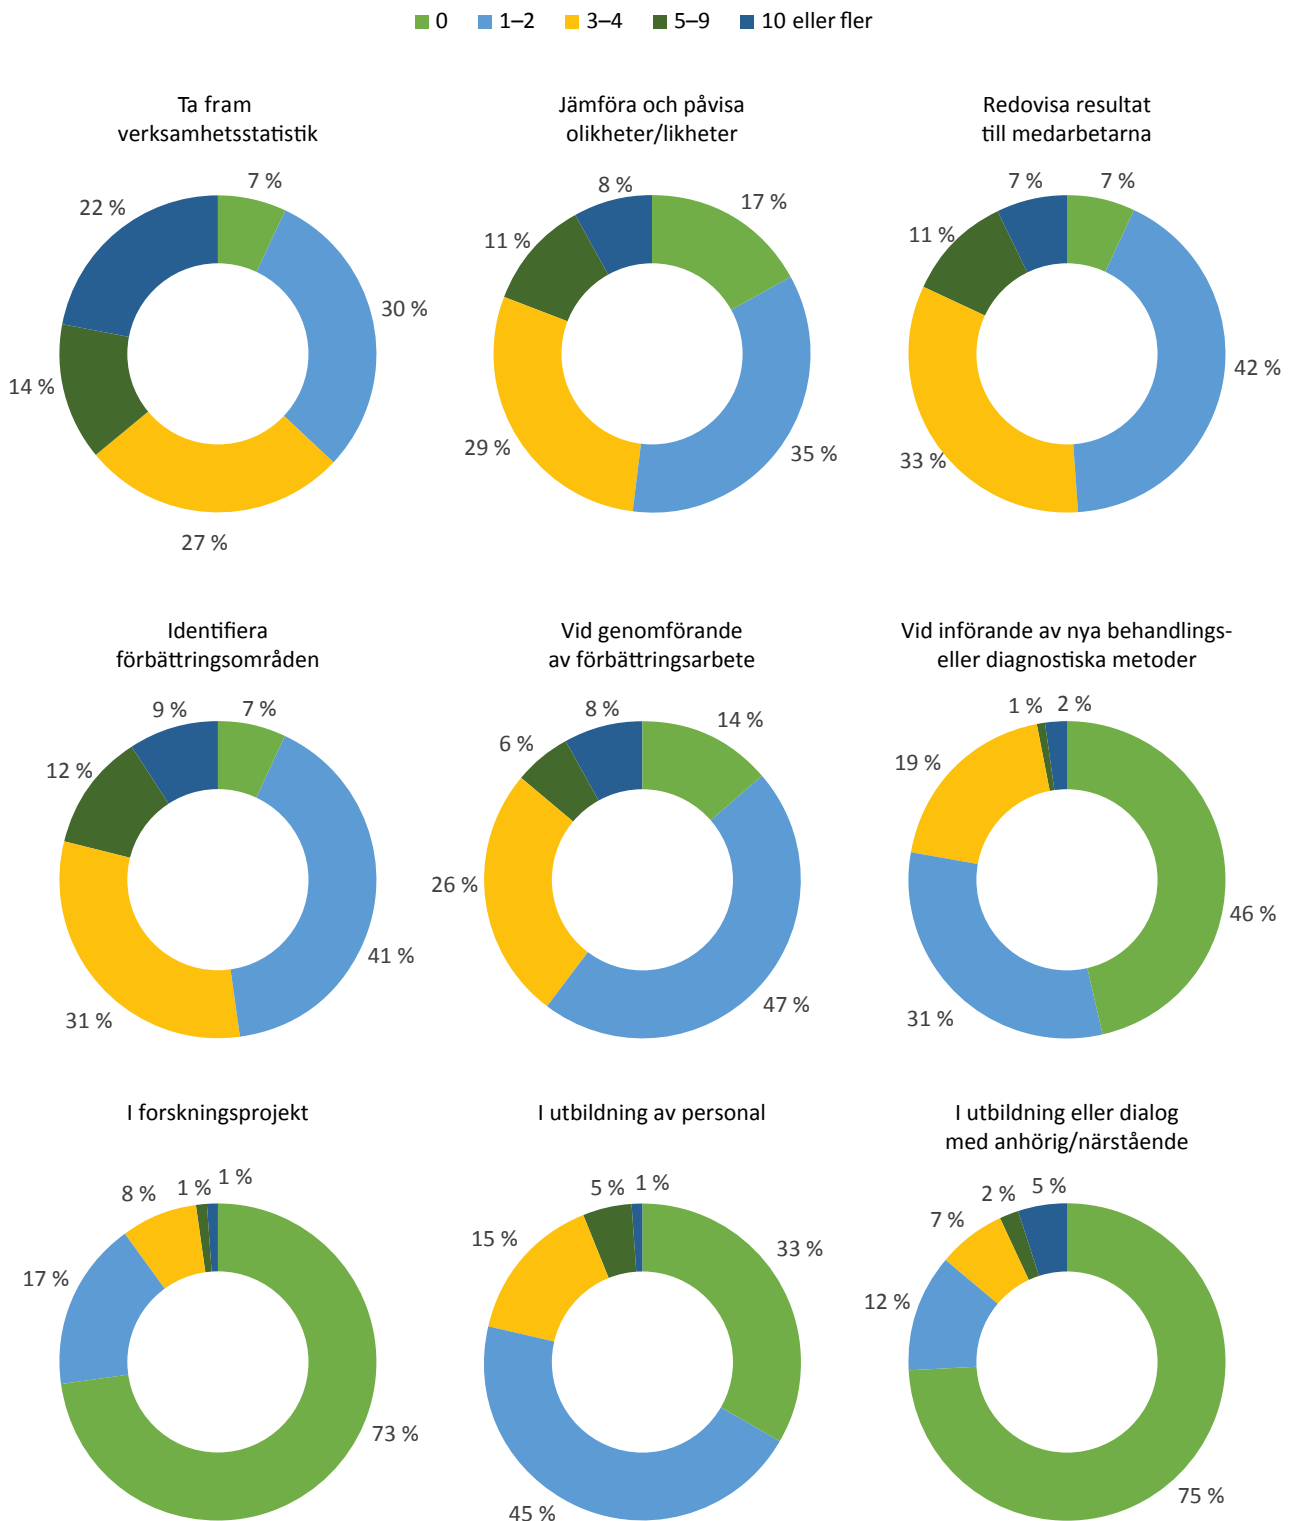 0 1–2 3–4 5–9 10 eller fler
Ta fram
verksamhetsstatistik
7 %
22 %
30 %
14 %
27 %
Jämföra och påvisa
olikheter/likheter
8 %
17 %
11 %
29 %
35 %
Redovisa resultat
till medarbetarna
7 %
7 %
11 %
42 %
33 %
Identifiera
förbättringsområden
9 %
7 %
12 %
41 %
31 %
Vid genomförande
av förbättringsarbete
8 %
14 %
6 %
26 %
47 %
Vid införande av nya behandlings-
eller diagnostiska metoder
1 %
2 %
19 %
46 %
31 %
I forskningsprojekt
1 %
1 %
8 %
17 %
73 %
I utbildning av personal
5 %
1 %
15 %
33 %
45 %
I utbildning eller dialog
med anhörig/närstående
5 %
2 %
7 %
12 %
75 %